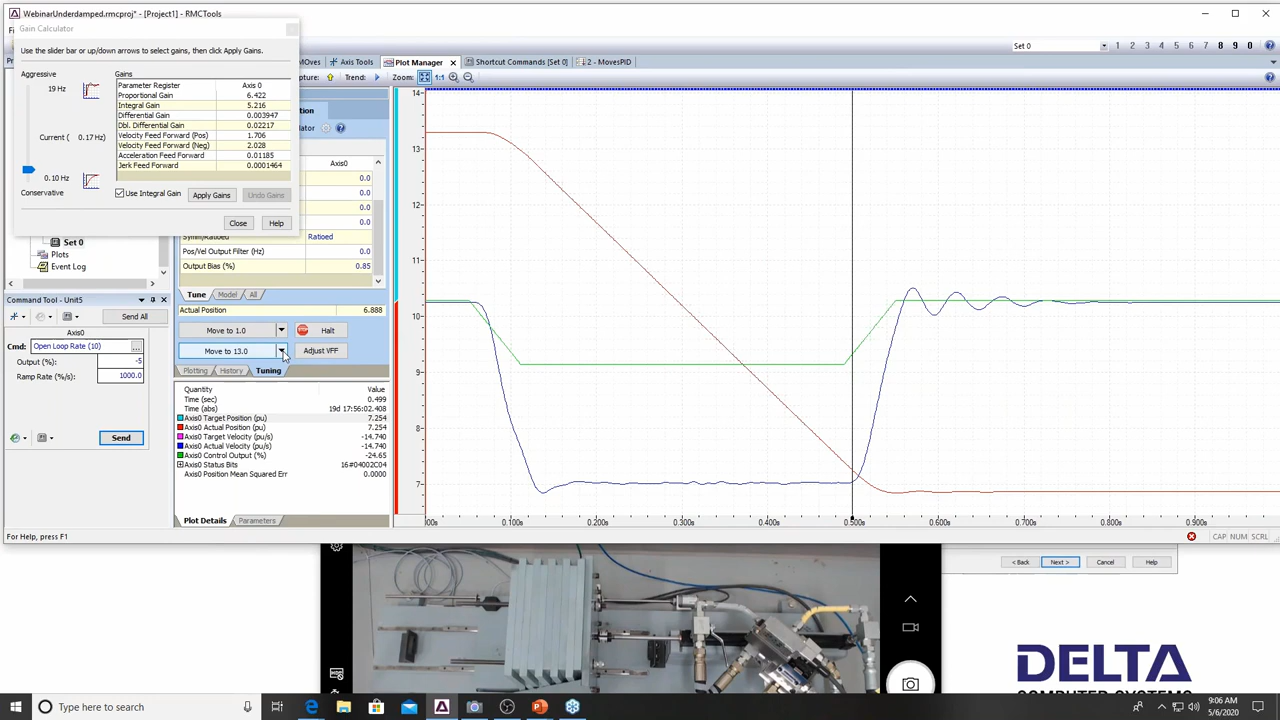 WebinarUnderdamped.rmcproj* - [Project1] - RMCTools
Gain Calculator
Use the slider bar or up/down arrows to select gains, then click Apply Gains.
Aggressive
19 Hz
Current ( 0.17 Hz)
0.10 Hz
Conservative
Gains
Parameter Register Axis 0
Proportional Gain 6.422
Integral Gain 5.216
Differential Gain 0.003947
Dbl. Differential Gain 0.02217
Velocity Feed Forward (Pos) 1.706
Velocity Feed Forward (Neg) 2.028
Acceleration Feed Forward 0.01185
Jerk Feed Forward 0.0001464
Use Integral Gain Apply Gains Undo Gains
Close Help
Set 0 1 2 3 4 5 6 7 8 9 0
Axis Tools Plot Manager Shortcut Commands [Set 0] 2 - MovesPID
Trend: Zoom: 1:1
Axis0
0.0
0.0
0.0
0.0
Ratioed
Pos/Vel Output Filter (Hz) 0.0
Output Bias (%) 0.85
Tune Model All
Actual Position 6.888
Move to 1.0 Halt
Move to 13.0 Adjust VFF
Plotting History Tuning
Set 0
Plots
Event Log
Command Tool - Unit5
Send All
Axis0
Cmd: Open Loop Rate (10) ...
Output (%): -5
Ramp Rate (%/s): 1000.0
Send
Quantity Value
Time (sec) 0.499
Time (abs) 19d 17:56:02.408
Axis0 Target Position (pu) 7.254
Axis0 Actual Position (pu) 7.254
Axis0 Target Velocity (pu/s) -14.740
Axis0 Actual Velocity (pu/s) -14.740
Axis0 Control Output (%) -24.65
Axis0 Status Bits 16#04002C04
Axis0 Position Mean Squared Err 0.0000
Plot Details Parameters
14
13
12
11
10
9
8
7
0.100s 0.200s 0.300s 0.400s 0.500s 0.600s 0.700s 0.800s 0.900s
For Help, press F1
CAP NUM SCRL
< Back Next > Cancel Help
DELTA
COMPUTER SYSTEMS
Type here to search
9:06 AM
5/6/2020